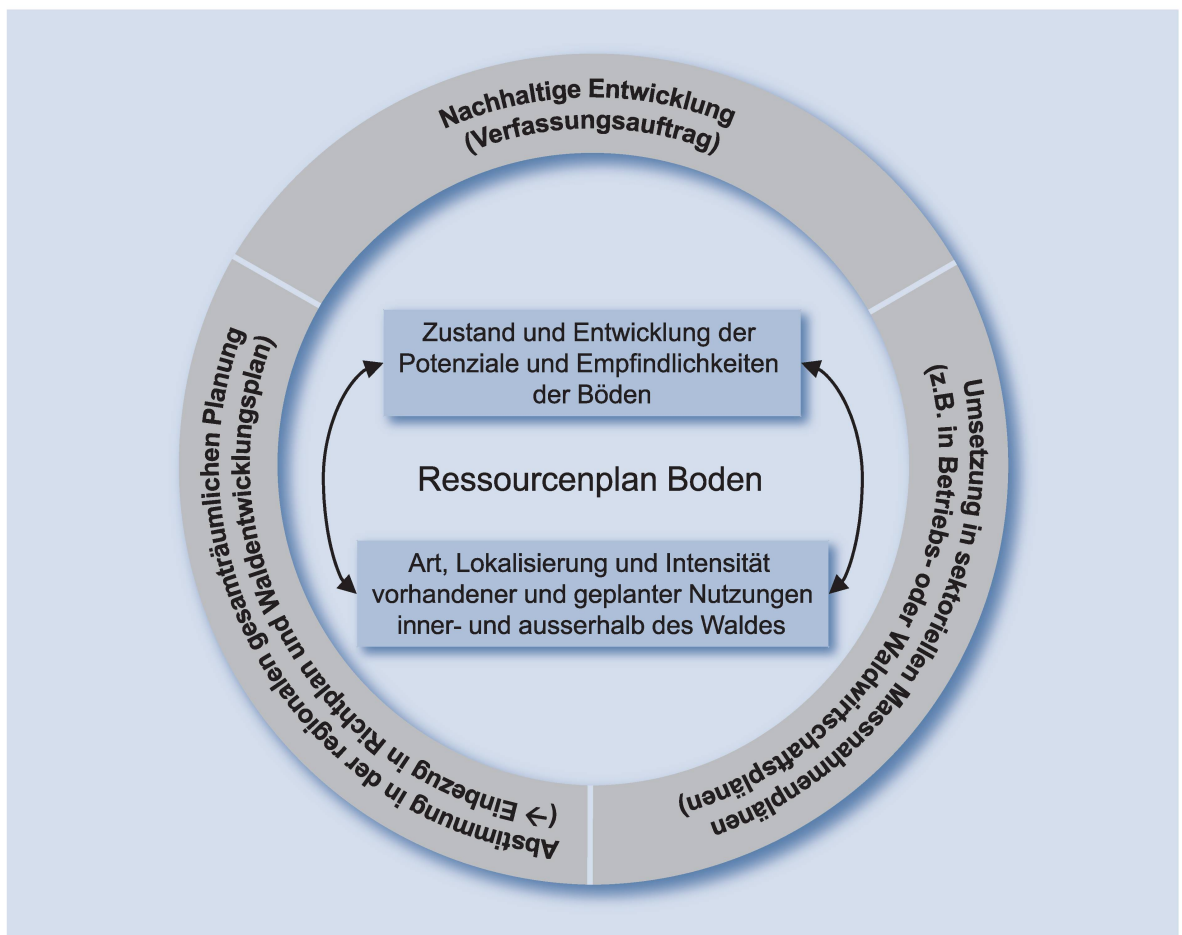 Nachhaltige Entwicklung
(Verfassungsauftrag)
Zustand und Entwicklung der
Potenziale und Empfindlichkeiten
der Böden
Ressourcenplan Boden
Art, Lokalisierung und Intensität
vorhandener und geplanter Nutzungen
inner- und ausserhalb des Waldes
Umsetzung in sektoriellen Massnahmenplänen
(z.B. in Betriebs- oder Waldwirtschaftsplänen)
Abstimmung in der regionalen gesamträumlichen Planung
(→ Einbezug in Richtplan und Waldentwicklungsplan)